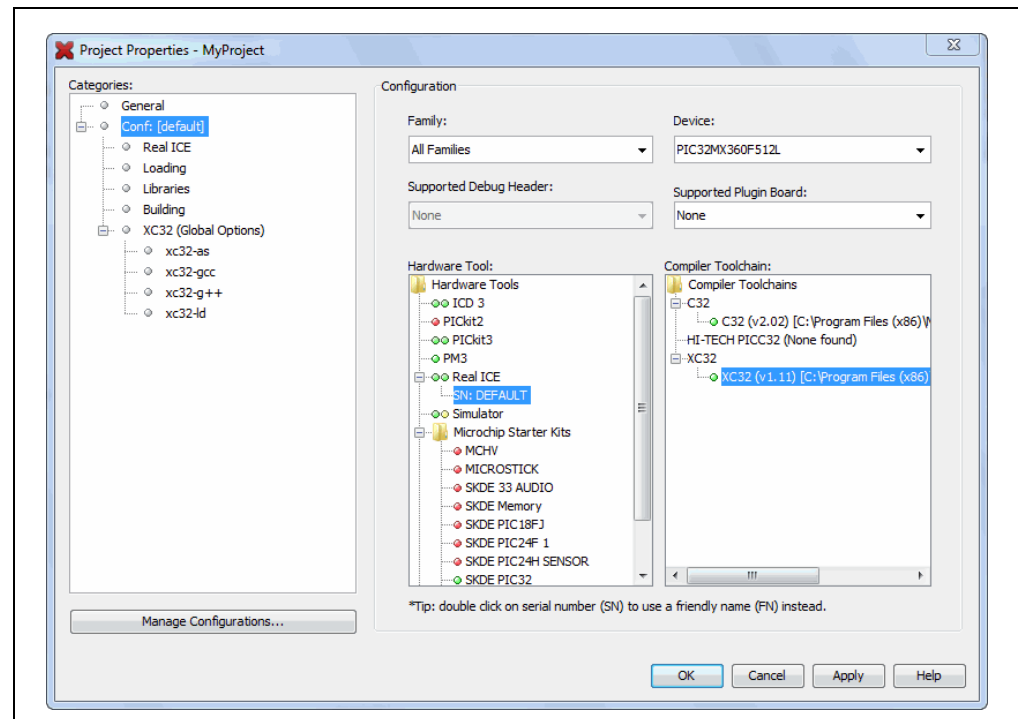 Project Properties - MyProject
Categories:
General
Conf: [default]
Real ICE
Loading
Libraries
Building
XC32 (Global Options)
xc32-as
xc32-gcc
xc32-g++
xc32-ld
Manage Configurations...
Configuration
Family:
All Families
Device:
PIC32MX360F512L
Supported Debug Header:
None
Supported Plugin Board:
None
Hardware Tool:
Hardware Tools
ICD 3
PICkit2
PICkit3
PM3
Real ICE
SN: DEFAULT
Simulator
Microchip Starter Kits
MCHV
MICROSTICK
SKDE 33 AUDIO
SKDE Memory
SKDE PIC18FJ
SKDE PIC24F 1
SKDE PIC24H SENSOR
SKDE PIC32
Compiler Toolchain:
Compiler Toolchains
C32
C32 (v2.02) [C:\Program Files (x86)\
HI-TECH PICC32 (None found)
XC32
XC32 (v1.11) [C:\Program Files (x86)
*Tip: double click on serial number (SN) to use a friendly name (FN) instead.
OK
Cancel
Apply
Help